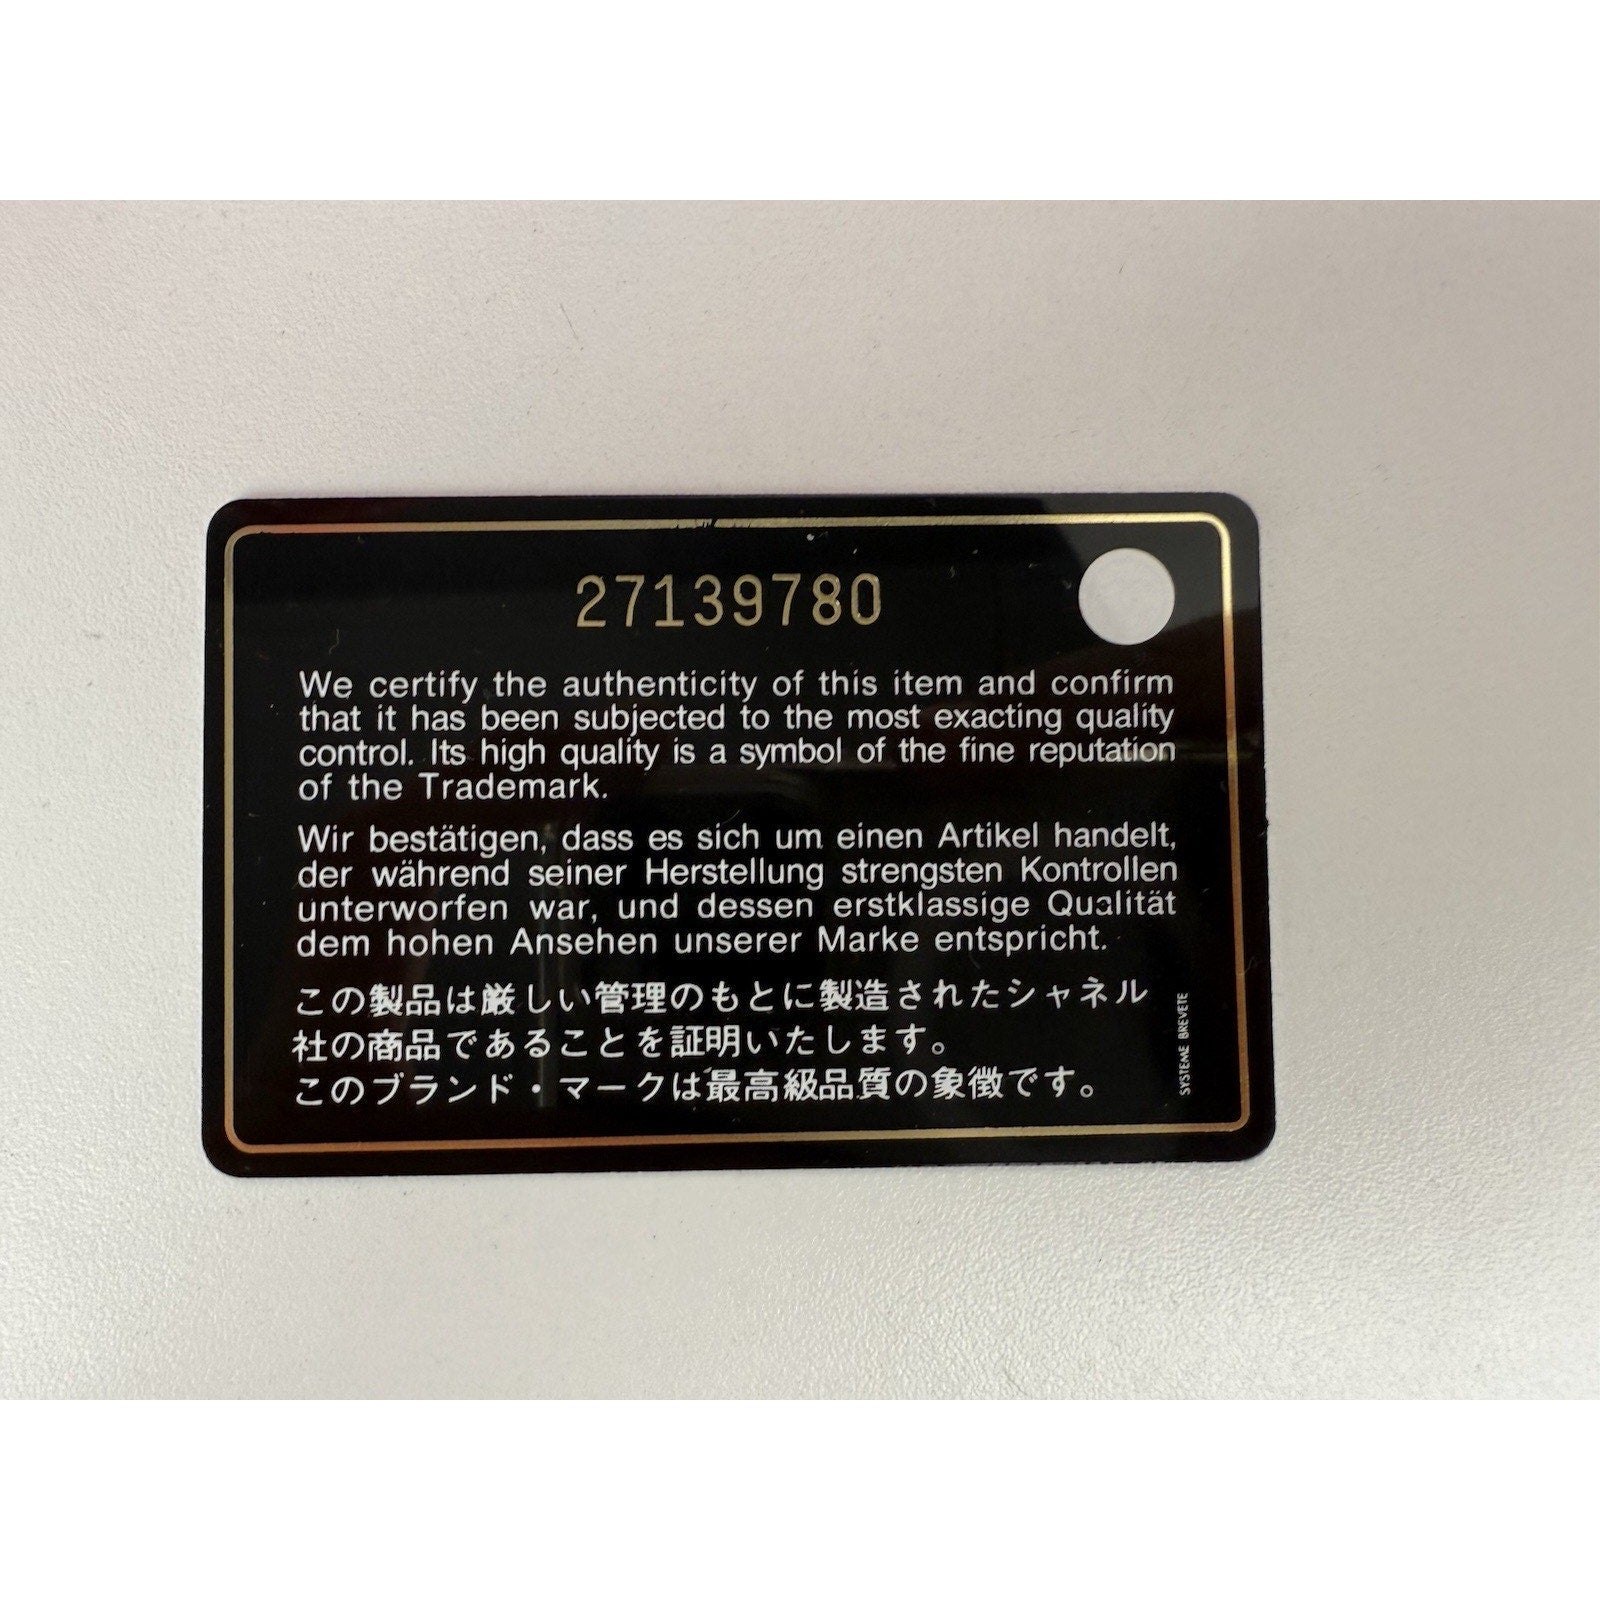 27139780
We certify the authenticity of this item and confirm
that it has been subjected to the most exacting quality
control. Its high quality is a symbol of the fine reputation
of the Trademark.
Wir bestätigen, dass es sich um einen Artikel handelt,
der während seiner Herstellung strengsten Kontrollen
unterworfen war, und dessen erstklassige Qualität
dem hohen Ansehen unserer Marke entspricht.
この製品は厳しい管理のもとに製造されたシャネル
社の商品であることを証明いたします。
このブランド・マークは最高級品質の象徴です。
SYSTEME BREVETE